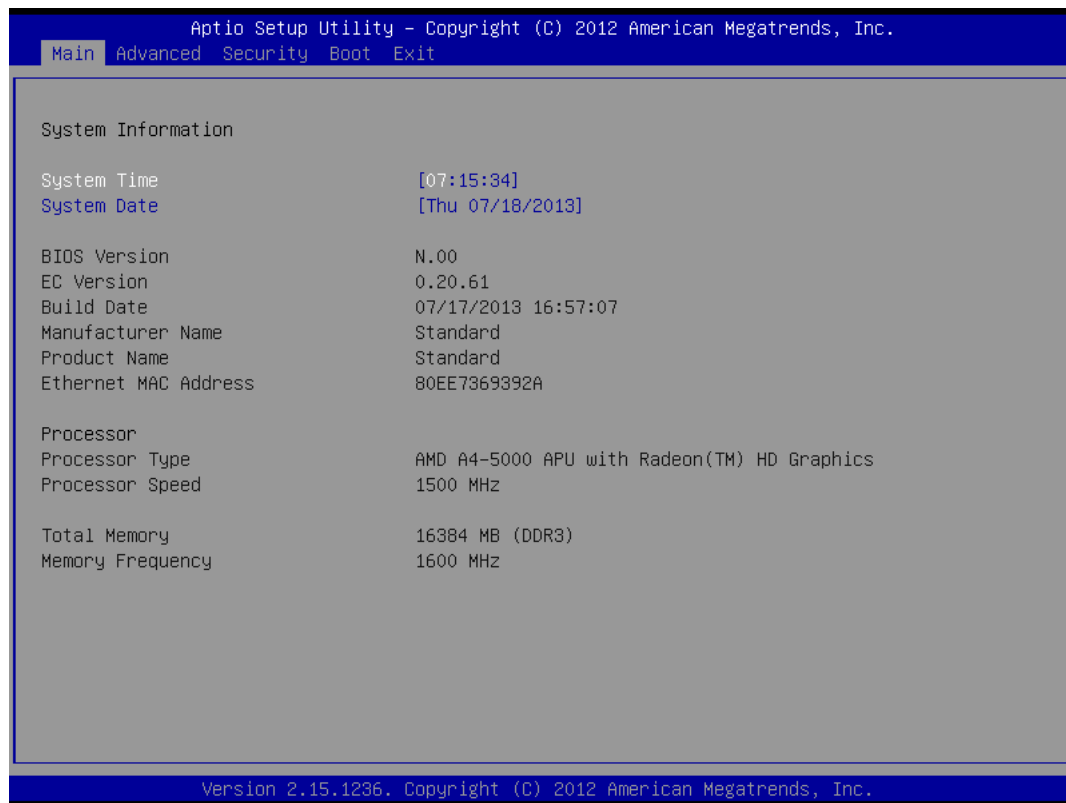 Aptio Setup Utility – Copyright (C) 2012 American Megatrends, Inc.
Main Advanced Security Boot Exit
System Information
System Time [07:15:34]
System Date [Thu 07/18/2013]
BIOS Version N.00
EC Version 0.20.61
Build Date 07/17/2013 16:57:07
Manufacturer Name Standard
Product Name Standard
Ethernet MAC Address 80EE7369392A
Processor
Processor Type AMD A4-5000 APU with Radeon(TM) HD Graphics
Processor Speed 1500 MHz
Total Memory 16384 MB (DDR3)
Memory Frequency 1600 MHz
Version 2.15.1236. Copyright (C) 2012 American Megatrends, Inc.